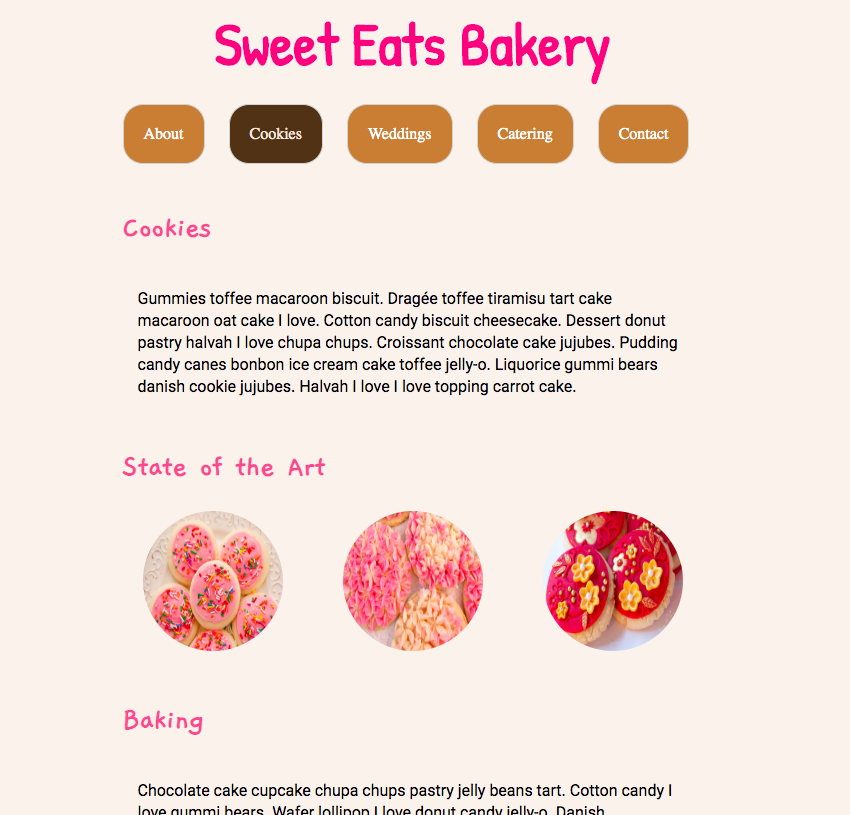 Sweet Eats Bakery
About Cookies Weddings Catering Contact
Cookies
Gummies toffee macaroon biscuit. Dragée toffee tiramisu tart cake
macaroon oat cake I love. Cotton candy biscuit cheesecake. Dessert donut
pastry halvah I love chupa chups. Croissant chocolate cake jujubes. Pudding
candy canes bonbon ice cream cake toffee jelly-o. Liquorice gummi bears
danish cookie jujubes. Halvah I love I love topping carrot cake.
State of the Art
Baking
Chocolate cake cupcake chupa chups pastry jelly beans tart. Cotton candy I
love gummi bears. Wafer lollipop I love donut candy jelly-o. Danish